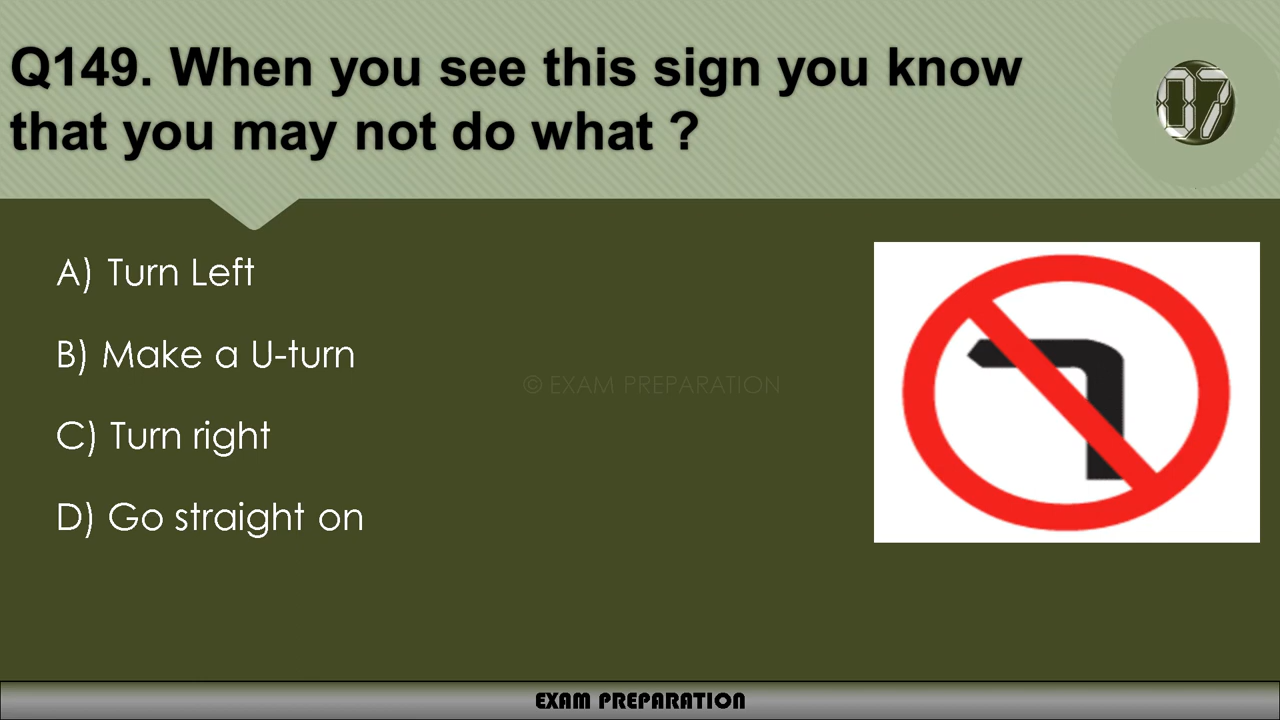 Q149. When you see this sign you know
that you may not do what ?
07
A) Turn Left
B) Make a U-turn
© EXAM PREPARATION
C) Turn right
D) Go straight on
EXAM PREPARATION